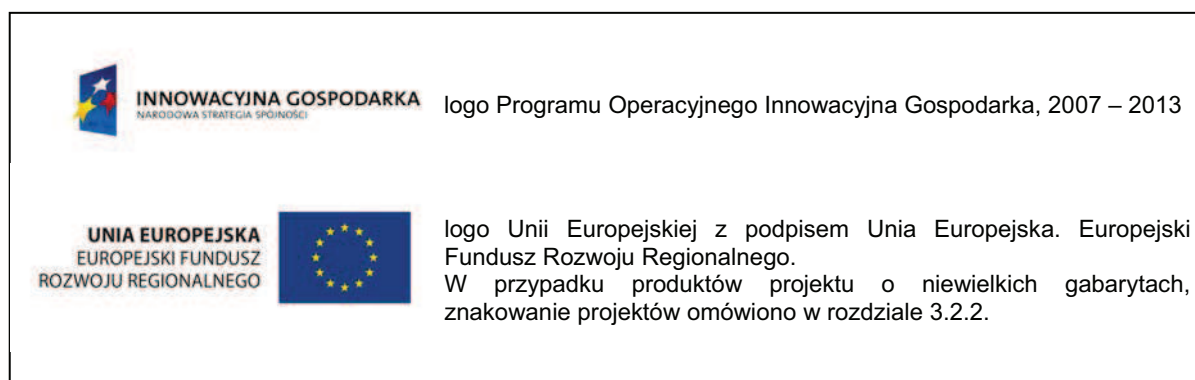 INNOWACYJNA GOSPODARKA
NARODOWA STRATEGIA SPÓJNOŚCI
logo Programu Operacyjnego Innowacyjna Gospodarka, 2007 – 2013
UNIA EUROPEJSKA
EUROPEJSKI FUNDUSZ
ROZWOJU REGIONALNEGO
logo Unii Europejskiej z podpisem Unia Europejska. Europejski
Fundusz Rozwoju Regionalnego.
W przypadku produktów projektu o niewielkich gabarytach,
znakowanie projektów omówiono w rozdziale 3.2.2.